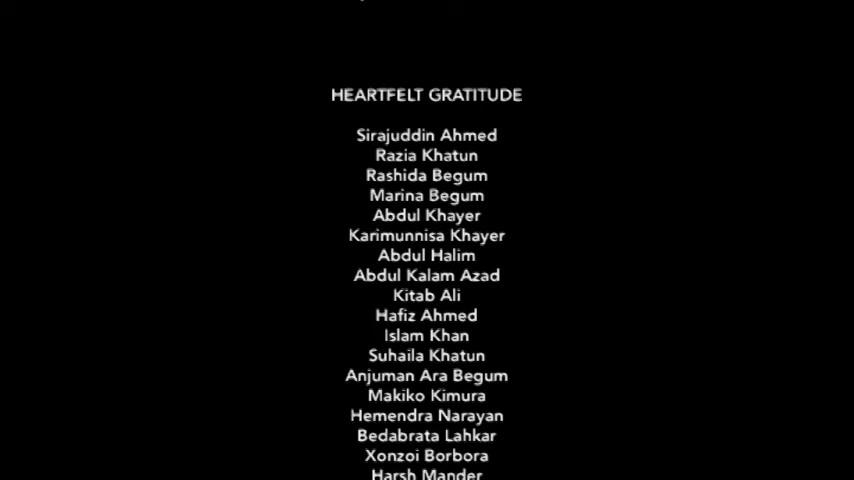 HEARTFELT GRATITUDE
Sirajuddin Ahmed
Razia Khatun
Rashida Begum
Marina Begum
Abdul Khayer
Karimunnisa Khayer
Abdul Halim
Abdul Kalam Azad
Kitab Ali
Hafiz Ahmed
Islam Khan
Suhaila Khatun
Anjuman Ara Begum
Makiko Kimura
Hemendra Narayan
Bedabrata Lahkar
Xonzoi Borbora
Harsh Mander